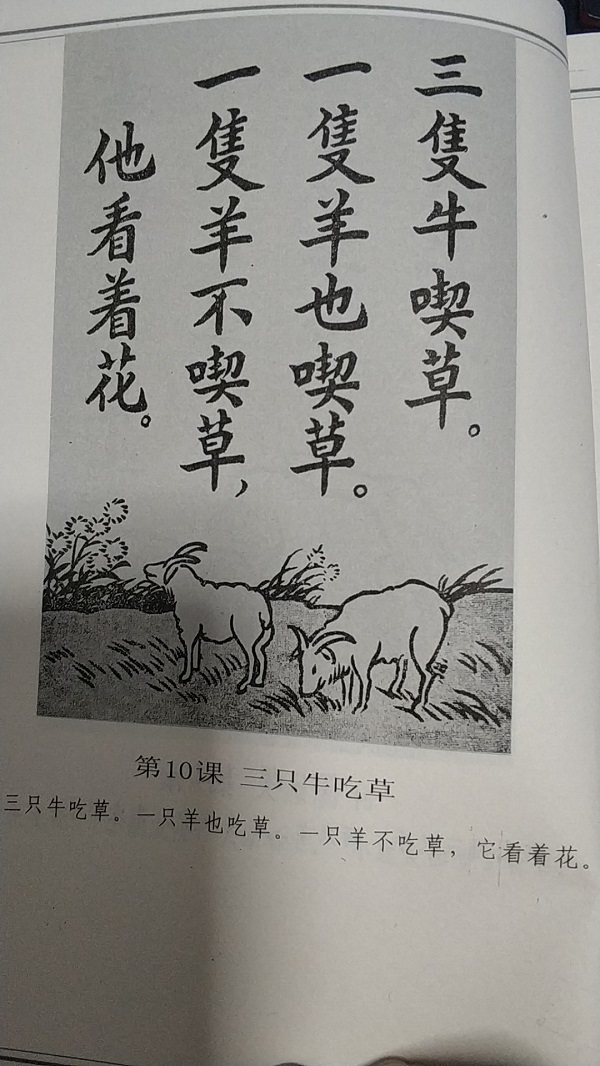 三隻牛喫草。
一隻羊也喫草。
一隻羊不喫草，
他看着花。
第10课 三只牛吃草
三只牛吃草。一只羊也吃草。一只羊不吃草，它看着花。